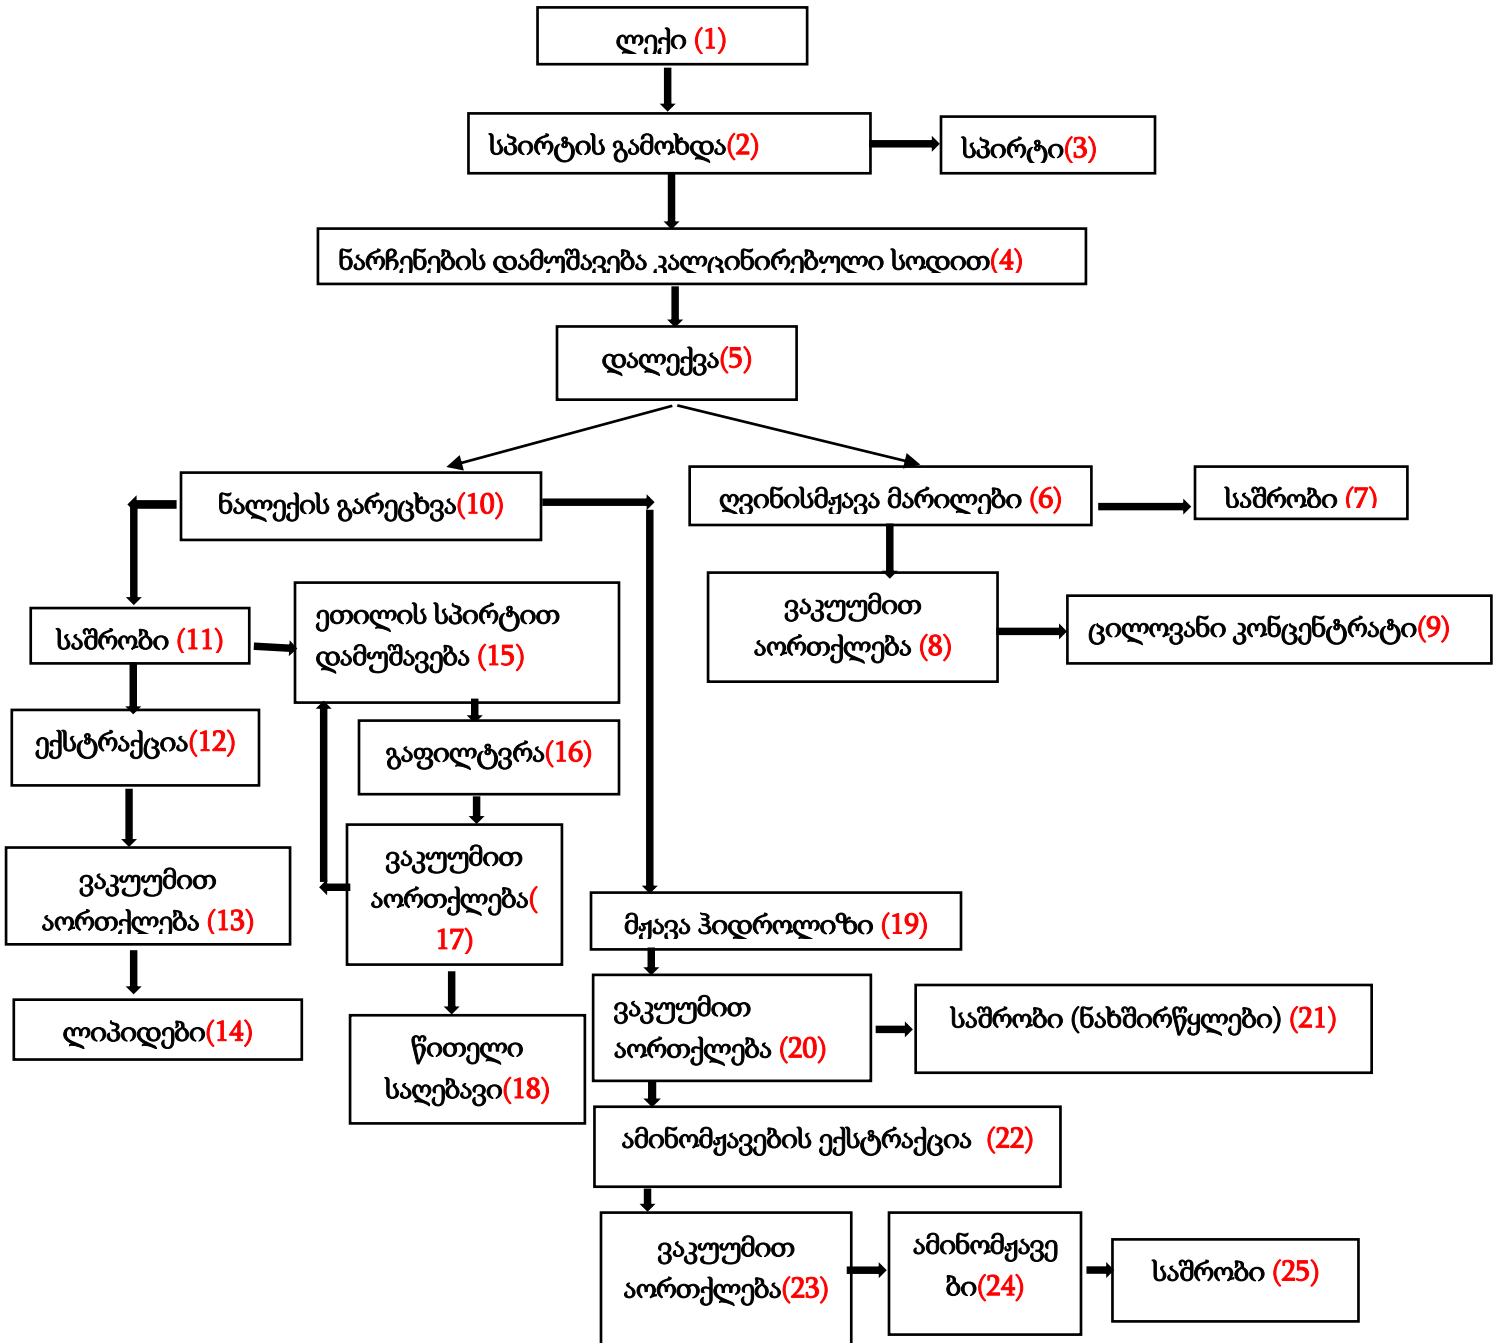 ლექი (1)
სპირტის გამოხდა(2)
სპირტი(3)
ნარჩენების დამუშავება კალცინირებული სოდით(4)
დალექვა(5)
ნალექის გარეცხვა(10)
ღვინისმჟავა მარილები (6)
საშრობი (7)
ვაკუუმით
აორთქლება (8)
ცილოვანი კონცენტრატი(9)
საშრობი (11)
ეთილის სპირტით
დამუშავება (15)
ექსტრაქცია(12)
გაფილტვრა(16)
ვაკუუმით
აორთქლება (13)
ვაკუუმით
აორთქლება(
17)
ლიპიდები(14)
წითელი
საღებავი(18)
მჟავა ჰიდროლიზი (19)
ვაკუუმით
აორთქლება (20)
საშრობი (ნახშირწყლები) (21)
ამინომჟავების ექსტრაქცია (22)
ვაკუუმით
აორთქლება(23)
ამინომჟავე
ბი(24)
საშრობი (25)